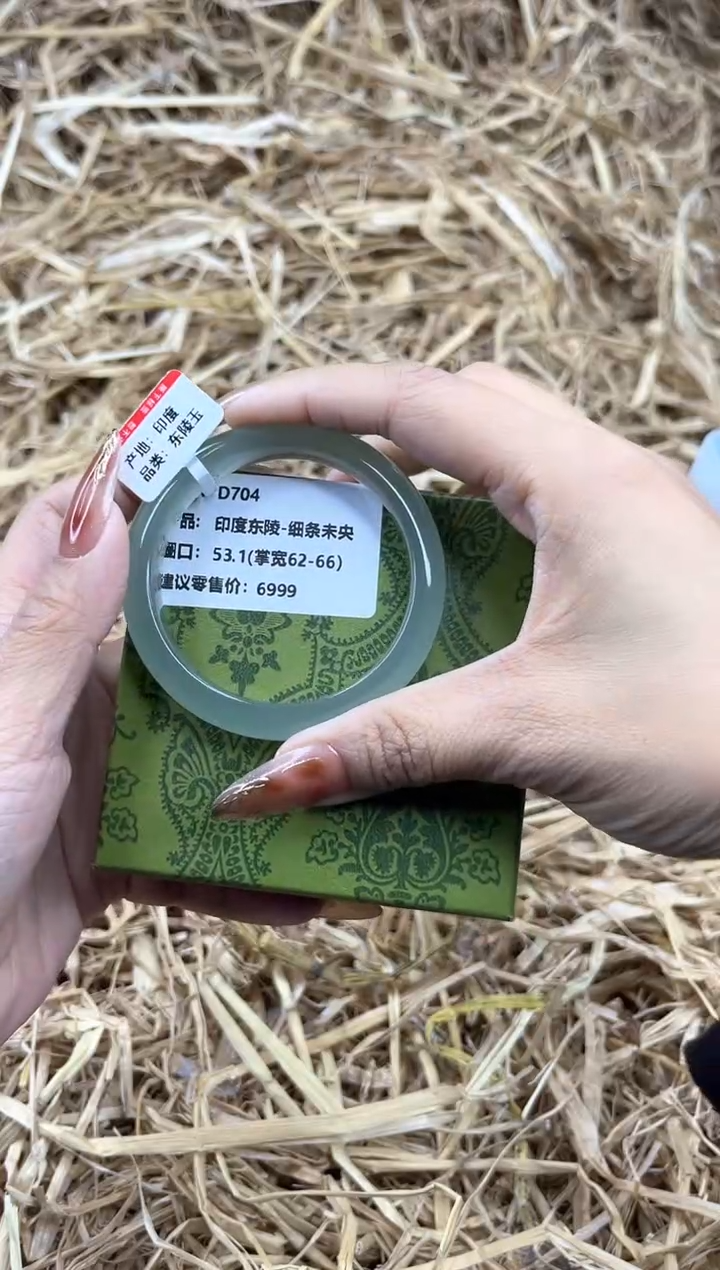 产地：印度
品类：东陵玉
D704
品： 印度东陵-细条未央
圈口： 53.1(掌宽62-66)
建议零售价： 6999